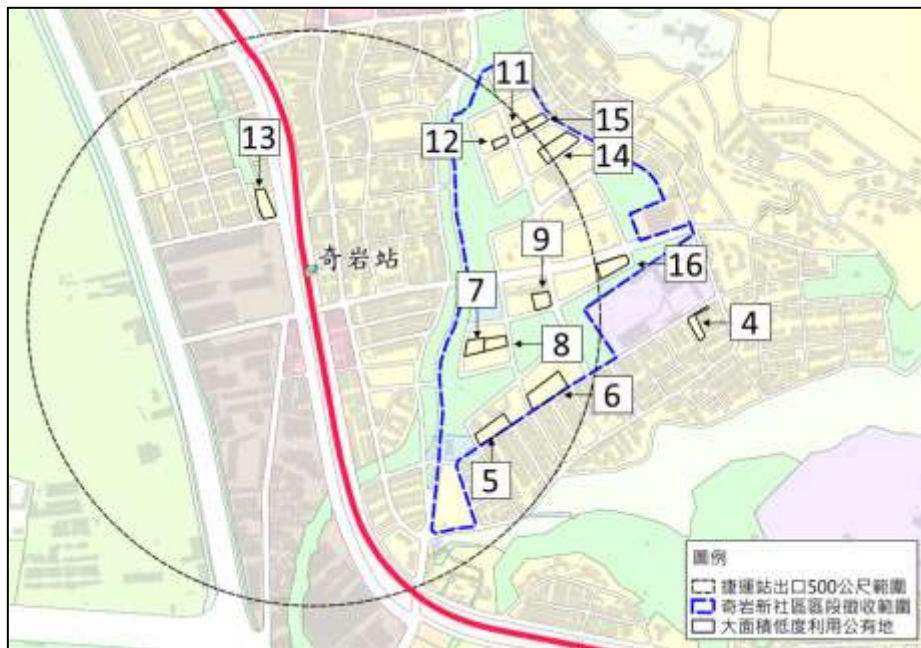 11
15
12
14
13
9
奇岩站
7
16
4
8
6
5
圖例
捷運站出口500公尺範圍
奇岩新社區區段徵收範圍
大面積低度利用公有地